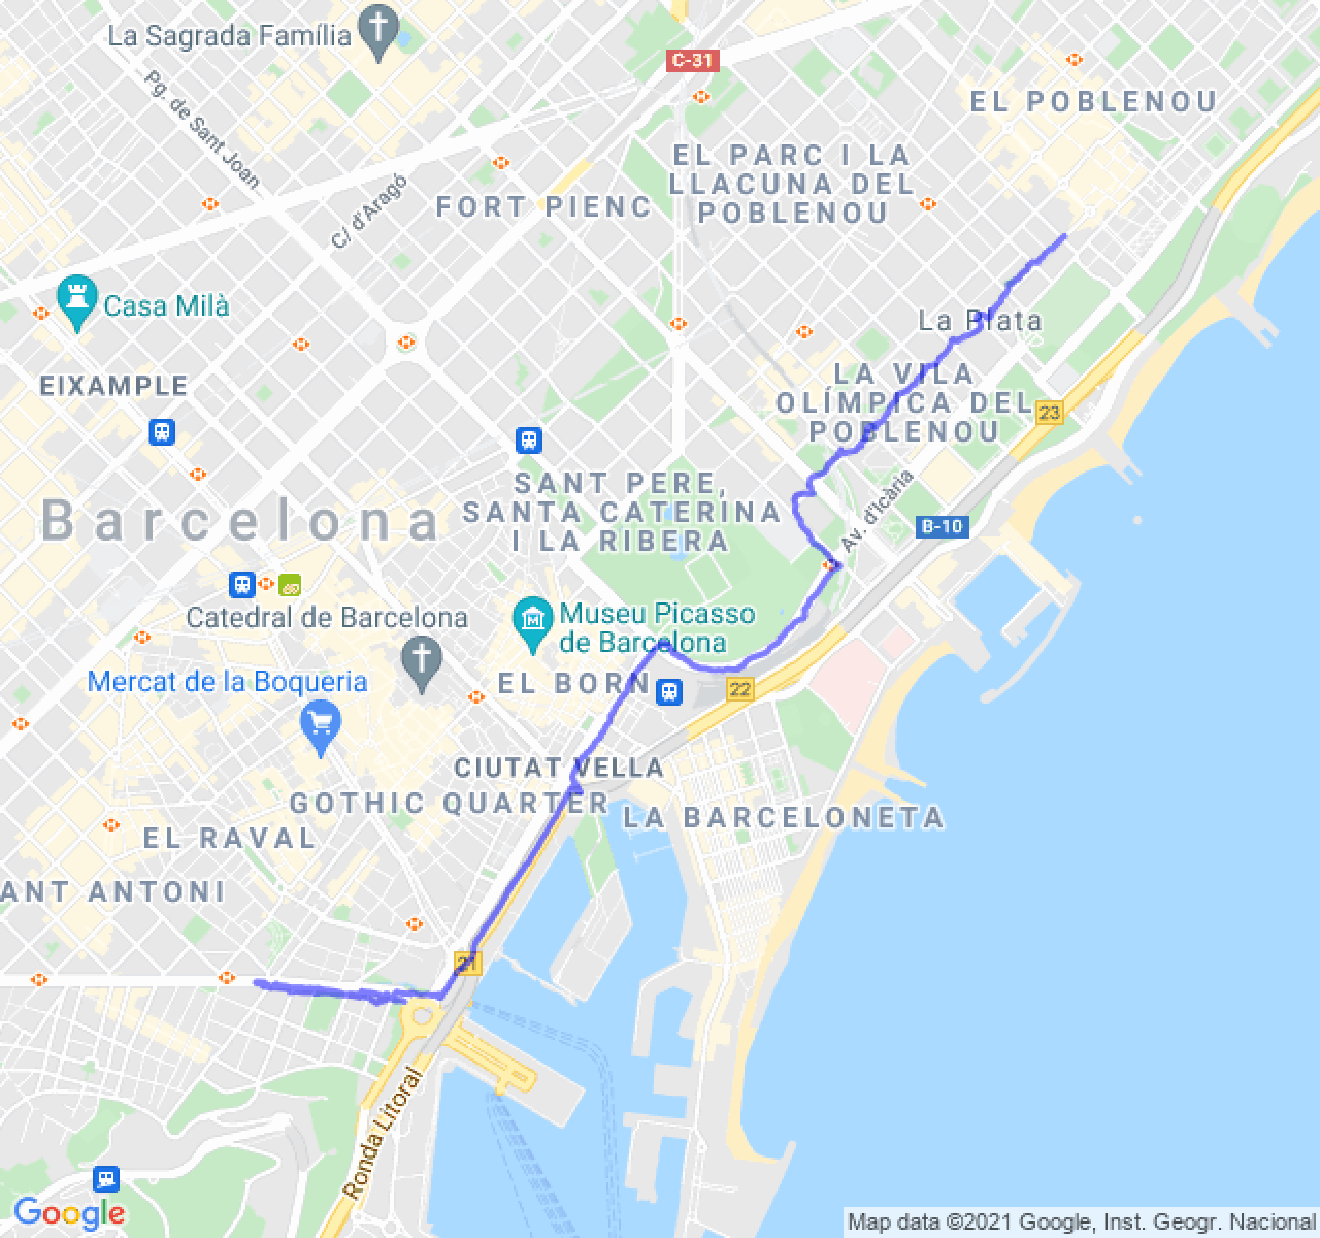 La Sagrada Família
C-31
Pg. de Sant Joan
EL POBLENOU
EL PARC I LA
LLACUNA DEL
POBLENOU
C/ d'Aragó
FORT PIENC
Casa Milà
La Plata
EIXAMPLE
LA VILA
OLÍMPICA DEL
POBLENOU
23
SANT PERE,
SANTA CATERINA
I LA RIBERA
Barcelona
Av. d'Icària
B-10
Catedral de Barcelona
Museu Picasso
de Barcelona
Mercat de la Boqueria
EL BORN
22
CIUTAT VELLA
GOTHIC QUARTER
LA BARCELONETA
EL RAVAL
ANT ANTONI
21
Ronda Litoral
Google
Map data ©2021 Google, Inst. Geogr. Nacional